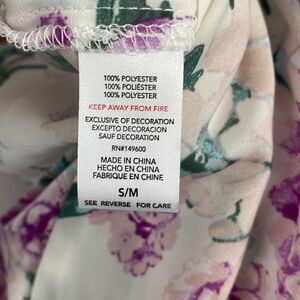 100% POLYESTER
100% POLIÉSTER
100% POLYESTER
KEEP AWAY FROM FIRE
EXCLUSIVE OF DECORATION
EXCEPTO DECORACION
SAUF DECORATION
RN#149600
MADE IN CHINA
HECHO EN CHINA
FABRIQUE EN CHINE
S/M
SEE REVERSE FOR CARE